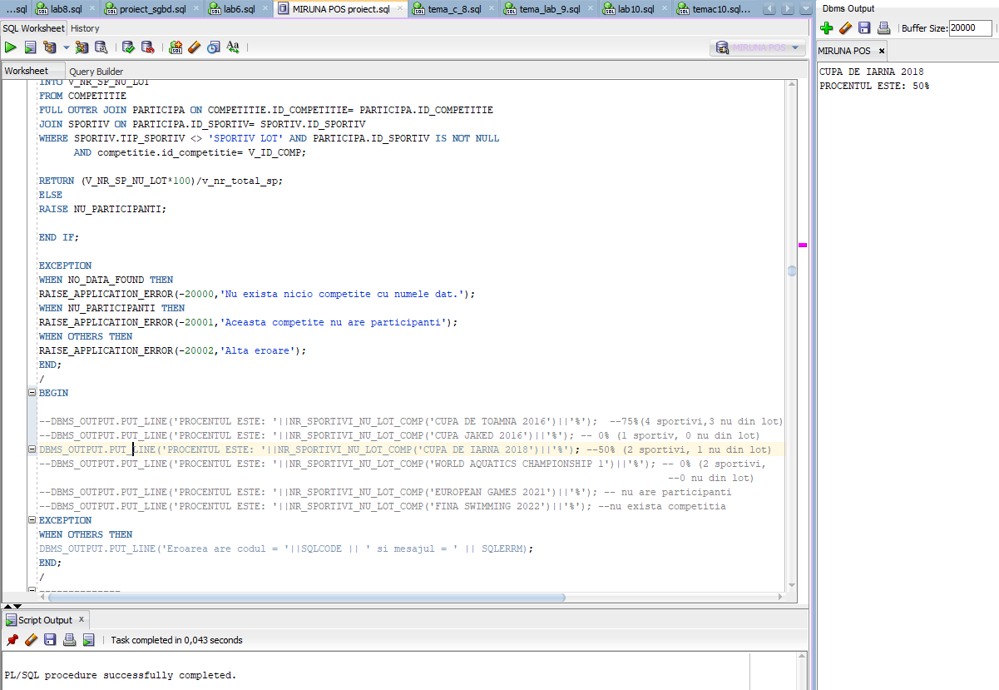 ...sql lab8.sql proiect_sgbd.sql lab6.sql MIRUNA POS proiect.sql tema_c_8.sql tema_lab_9.sql lab10.sql temac10.sql...
SQL Worksheet History
MIRUNA POS
Worksheet Query Builder
INTO V_NR_SP_NU_LOT
FROM COMPETITIE
FULL OUTER JOIN PARTICIPA ON COMPETITIE.ID_COMPETITIE= PARTICIPA.ID_COMPETITIE
JOIN SPORTIV ON PARTICIPA.ID_SPORTIV= SPORTIV.ID_SPORTIV
WHERE SPORTIV.TIP_SPORTIV <> 'SPORTIV LOT' AND PARTICIPA.ID_SPORTIV IS NOT NULL
AND competitie.id_competitie= V_ID_COMP;
RETURN (V_NR_SP_NU_LOT*100)/v_nr_total_sp;
ELSE
RAISE NU_PARTICIPANTI;
END IF;
EXCEPTION
WHEN NO_DATA_FOUND THEN
RAISE_APPLICATION_ERROR(-20000,'Nu exista nicio competite cu numele dat.');
WHEN NU_PARTICIPANTI THEN
RAISE_APPLICATION_ERROR(-20001,'Aceasta competite nu are participanti');
WHEN OTHERS THEN
RAISE_APPLICATION_ERROR(-20002,'Alta eroare');
END;
/
BEGIN
--DBMS_OUTPUT.PUT_LINE('PROCENTUL ESTE: '||NR_SPORTIVI_NU_LOT_COMP('CUPA DE TOAMNA 2016')||'%'); --75%(4 sportivi,3 nu din lot)
--DBMS_OUTPUT.PUT_LINE('PROCENTUL ESTE: '||NR_SPORTIVI_NU_LOT_COMP('CUPA JAKED 2016')||'%'); -- 0% (1 sportiv, 0 nu din lot)
DBMS_OUTPUT.PUT_LINE('PROCENTUL ESTE: '||NR_SPORTIVI_NU_LOT_COMP('CUPA DE IARNA 2018')||'%'); --50% (2 sportivi, 1 nu din lot)
--DBMS_OUTPUT.PUT_LINE('PROCENTUL ESTE: '||NR_SPORTIVI_NU_LOT_COMP('WORLD AQUATICS CHAMPIONSHIP 1')||'%'); -- 0% (2 sportivi,
--0 nu din lot)
--DBMS_OUTPUT.PUT_LINE('PROCENTUL ESTE: '||NR_SPORTIVI_NU_LOT_COMP('EUROPEAN GAMES 2021')||'%'); -- nu are participanti
--DBMS_OUTPUT.PUT_LINE('PROCENTUL ESTE: '||NR_SPORTIVI_NU_LOT_COMP('FINA SWIMMING 2022')||'%'); --nu exista competitia
EXCEPTION
WHEN OTHERS THEN
DBMS_OUTPUT.PUT_LINE('Eroarea are codul = '||SQLCODE || ' si mesajul = ' || SQLERRM);
END;
/
--------------
Script Output
Task completed in 0,043 seconds
PL/SQL procedure successfully completed.
Dbms Output
Buffer Size: 20000
MIRUNA POS
CUPA DE IARNA 2018
PROCENTUL ESTE: 50%